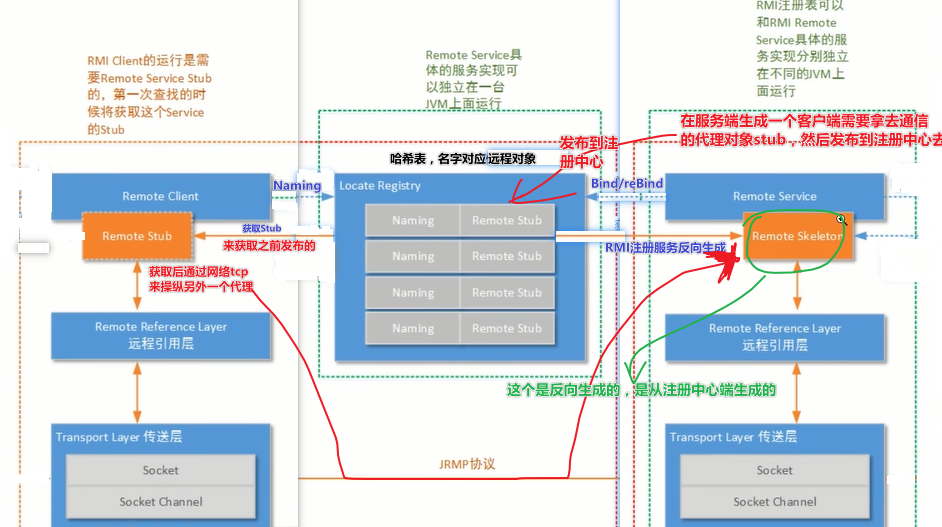 RMI注册表可以
和RMI Remote
Service具体的服
务实现分别独立
在不同的JVM上
面运行
Remote Service具
体的服务实现可
以独立在一台
JVM上面运行
RMI Client的运行是需
要Remote Service Stub
的，第一次查找的时
候将获取这个Service
的Stub
在服务端生成一个客户端需要拿去通信
的代理对象stub，然后发布到注册中心去
发布到注
册中心
哈希表，名字对应远程对象
Remote Client
Naming
Locate Registry
Bind/reBind
Remote Service
Remote Stub
获取Stub
来获取之前发布的
Naming Remote Stub
Naming Remote Stub
Naming Remote Stub
Naming Remote Stub
RMI注册服务反向生成
Remote Skeleton
获取后通过网络tcp
来操纵另外一个代理
Remote Reference Layer
远程引用层
Remote Reference Layer
远程引用层
这个是反向生成的，是从注册中心端生成的
Transport Layer 传送层
Socket
Socket Channel
JRMP协议
Transport Layer 传送层
Socket
Socket Channel